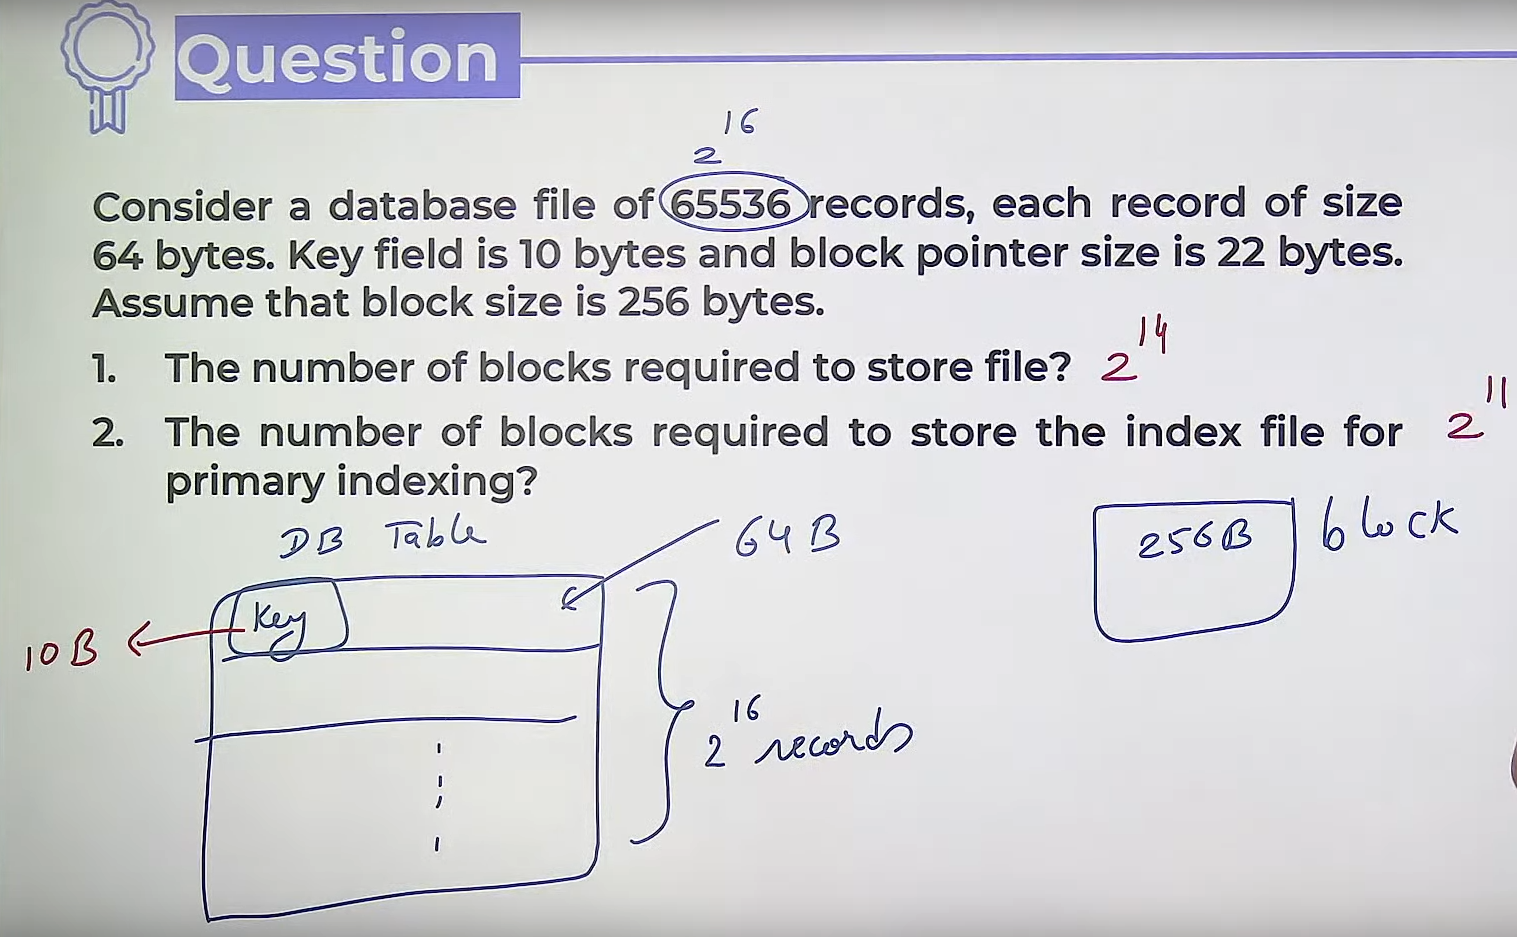 Question
2^16
Consider a database file of 65536 records, each record of size
64 bytes. Key field is 10 bytes and block pointer size is 22 bytes.
Assume that block size is 256 bytes.
1. The number of blocks required to store file? 2^14
2. The number of blocks required to store the index file for 2^11
primary indexing?
DB Table
64B
256B
block
Key
10B
2^16 records